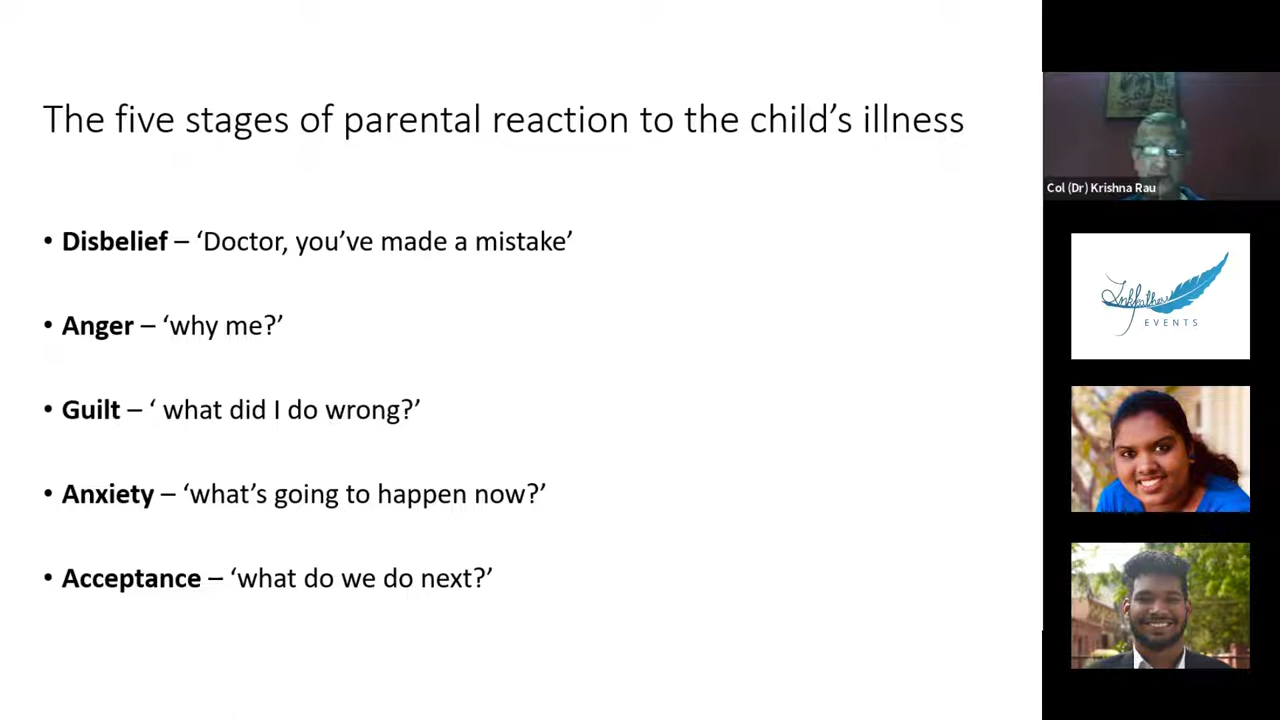 The five stages of parental reaction to the child’s illness
• Disbelief – ‘Doctor, you’ve made a mistake’
• Anger – ‘why me?’
• Guilt – ‘ what did I do wrong?’
• Anxiety – ‘what’s going to happen now?’
• Acceptance – ‘what do we do next?’
Col (Dr) Krishna Rau
Inkfeathers
EVENTS